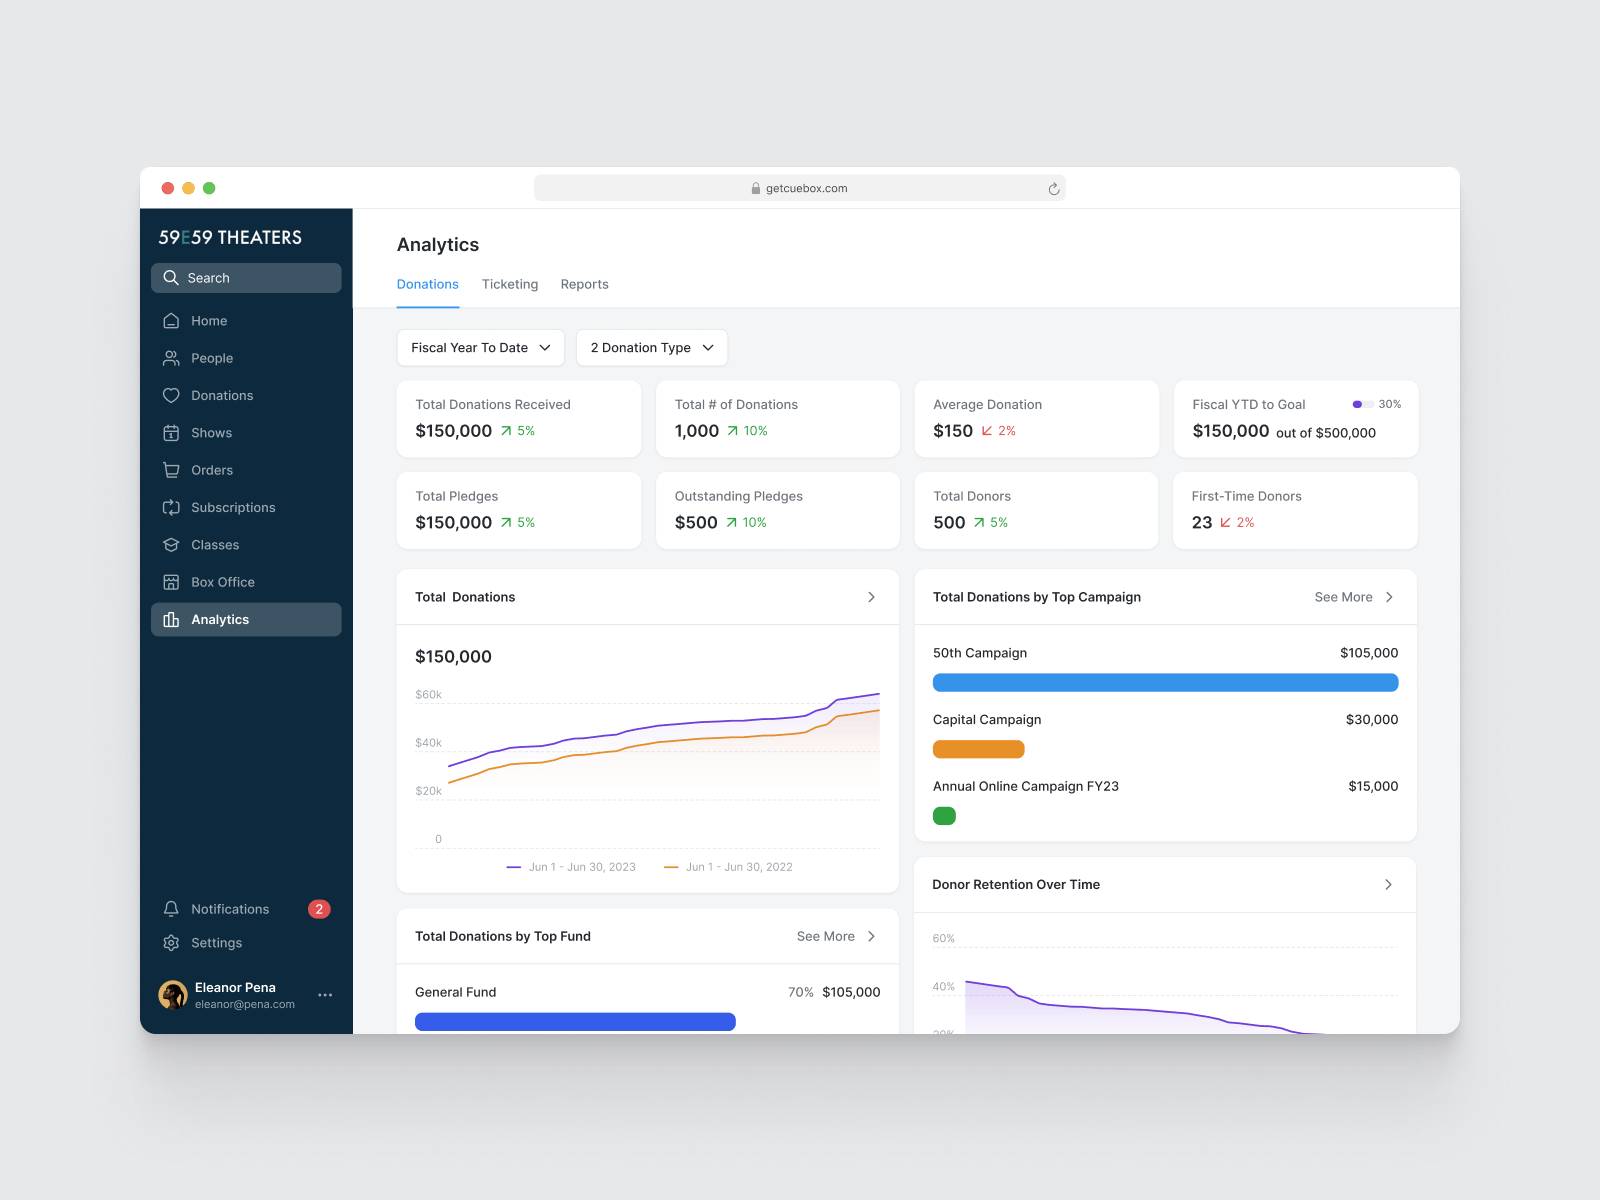 getcuebox.com
59E59 THEATERS
Search
Home
People
Donations
Shows
Orders
Subscriptions
Classes
Box Office
Analytics
Notifications 2
Settings
Eleanor Pena
eleanor@pena.com
Analytics
Donations Ticketing Reports
Fiscal Year To Date 2 Donation Type
Total Donations Received
$150,000 5%
Total # of Donations
1,000 10%
Average Donation
$150 2%
Fiscal YTD to Goal 30%
$150,000 out of $500,000
Total Pledges
$150,000 5%
Outstanding Pledges
$500 10%
Total Donors
500 5%
First-Time Donors
23 2%
Total Donations
$150,000
$60k
$40k
$20k
0
Jun 1 - Jun 30, 2023 Jun 1 - Jun 30, 2022
Total Donations by Top Campaign See More
50th Campaign $105,000
Capital Campaign $30,000
Annual Online Campaign FY23 $15,000
Total Donations by Top Fund See More
General Fund 70% $105,000
Donor Retention Over Time
60%
40%
20%